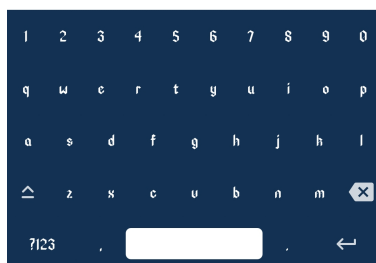 1 2 3 4 5 6 7 8 9 0
q w e r t y u i o p
a s d f g h j k l
z x c v b n m
?123 , .